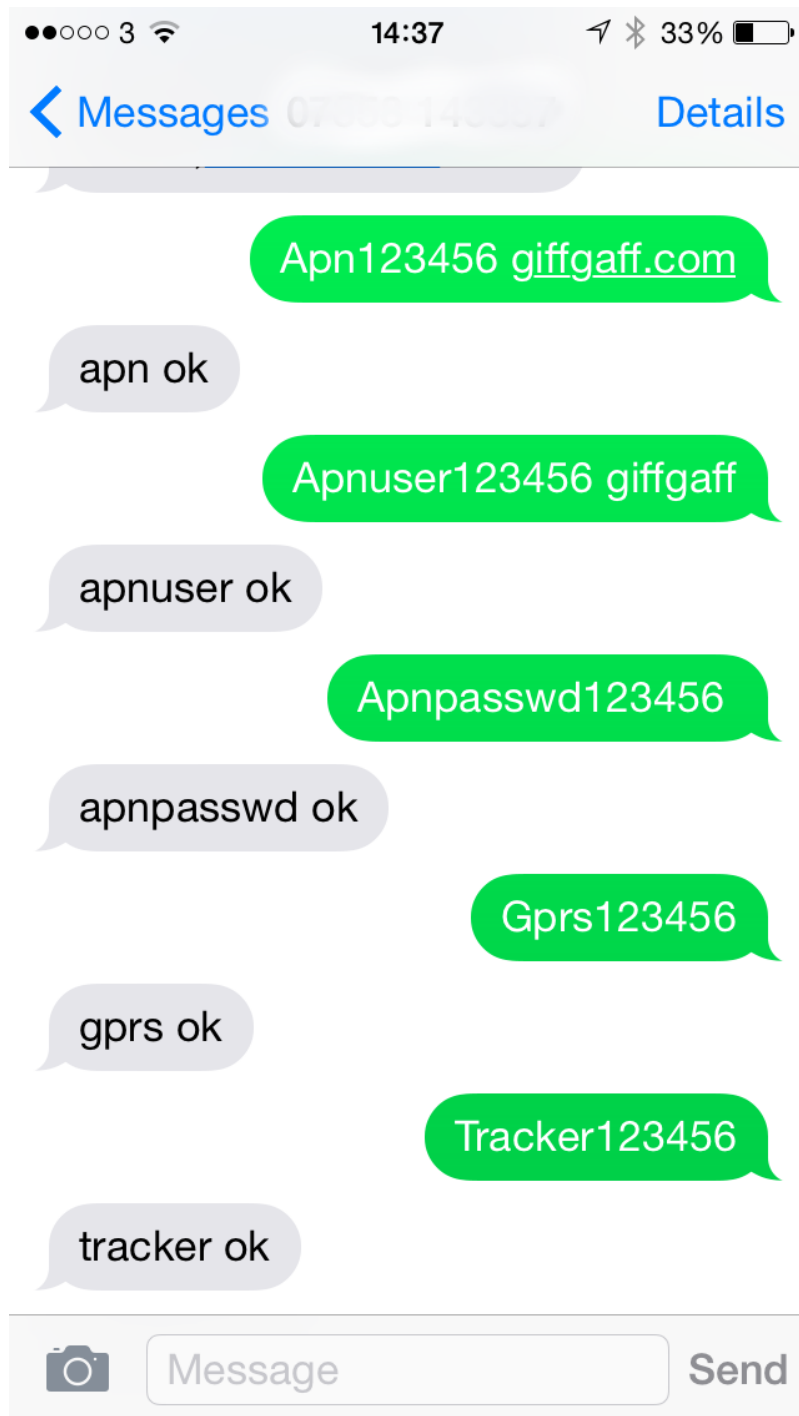 3 14:37 33%
Messages Details
Apn123456 giffgaff.com
apn ok
Apnuser123456 giffgaff
apnuser ok
Apnpasswd123456
apnpasswd ok
Gprs123456
gprs ok
Tracker123456
tracker ok
Message Send